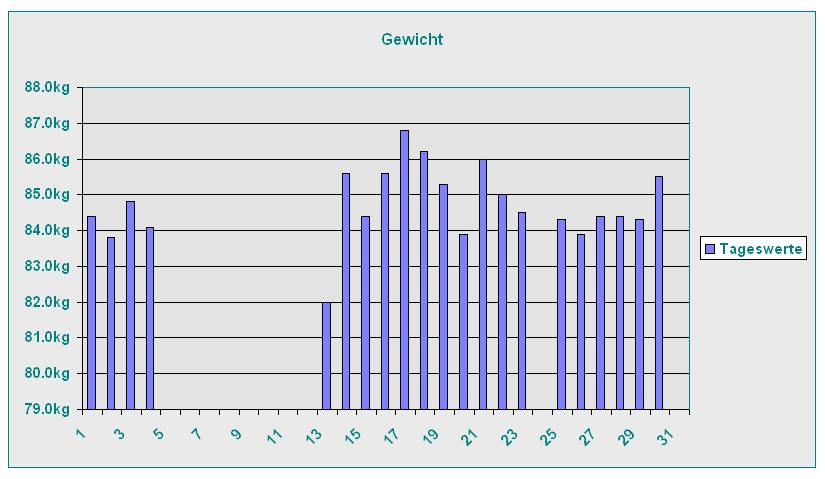 Gewicht
88.0kg
87.0kg
86.0kg
85.0kg
84.0kg
83.0kg
82.0kg
81.0kg
80.0kg
79.0kg
Tageswerte
1 3 5 7 9 11 13 15 17 19 21 23 25 27 29 31